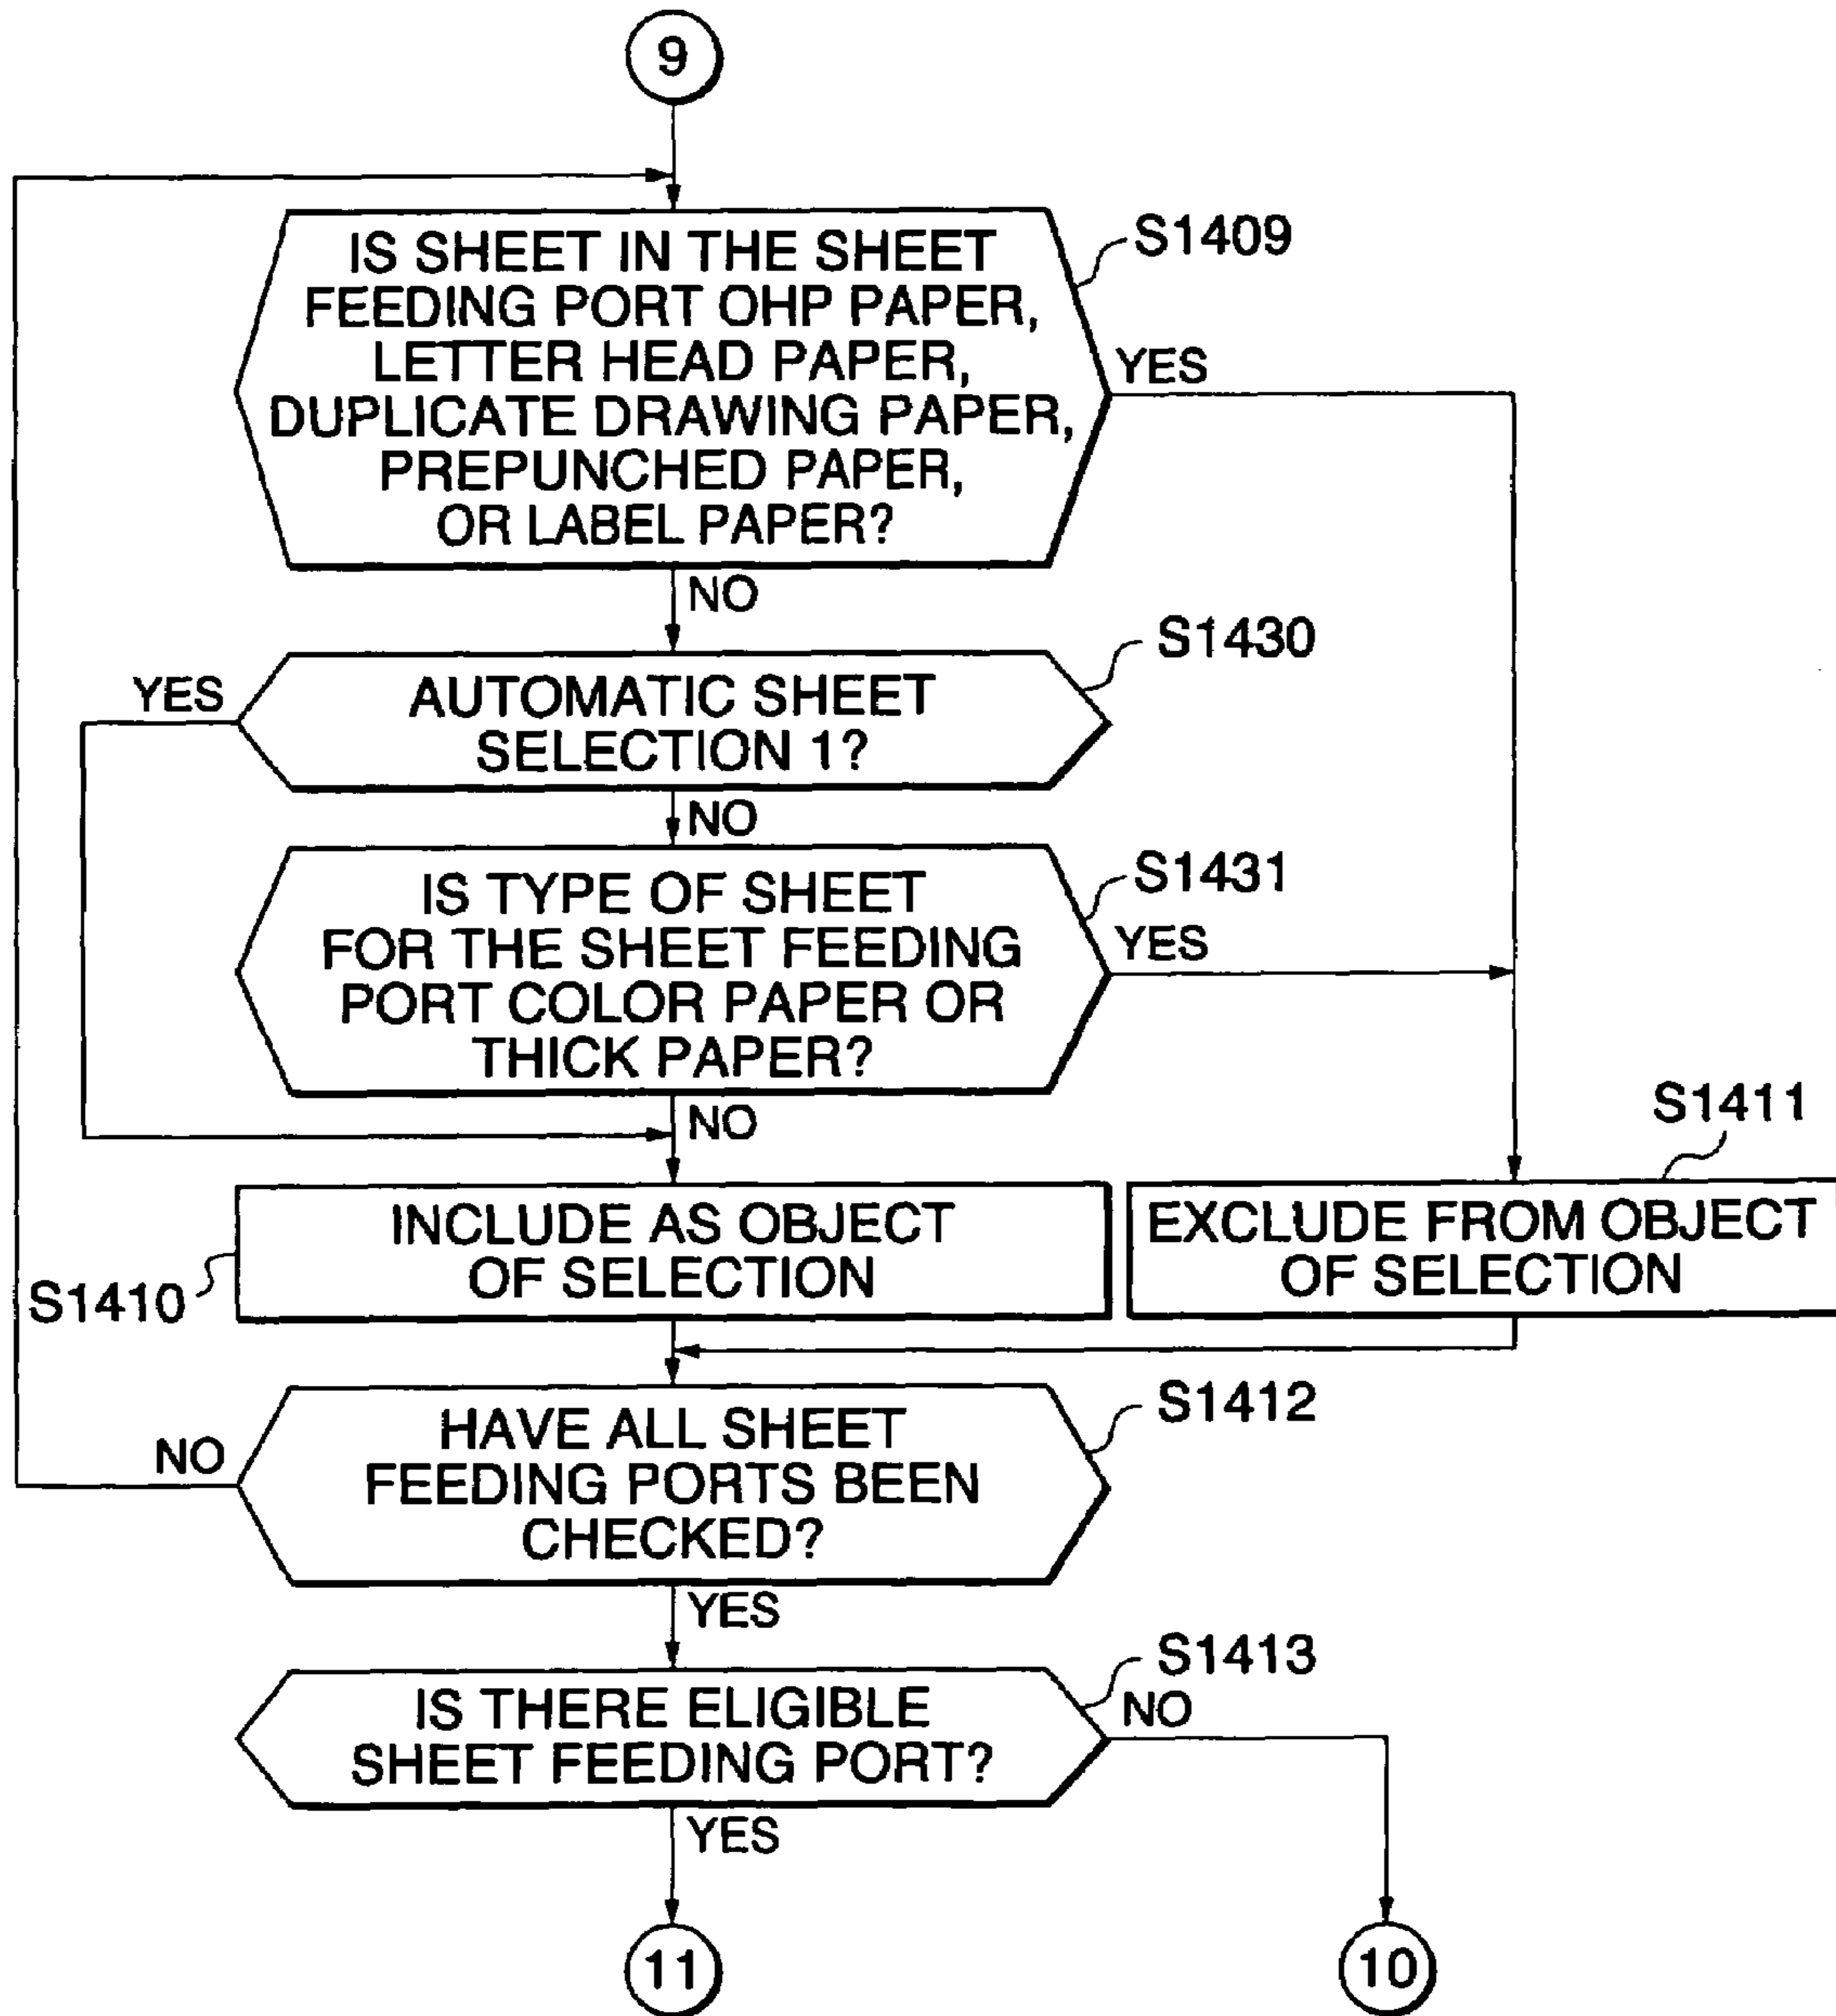 9
IS SHEET IN THE SHEET
FEEDING PORT OHP PAPER,
LETTER HEAD PAPER,
DUPLICATE DRAWING PAPER,
PREPUNCHED PAPER,
OR LABEL PAPER?
S1409
YES
NO
AUTOMATIC SHEET
SELECTION 1?
S1430
YES
NO
IS TYPE OF SHEET
FOR THE SHEET FEEDING
PORT COLOR PAPER OR
THICK PAPER?
S1431
YES
NO
INCLUDE AS OBJECT
OF SELECTION
S1410
S1411
EXCLUDE FROM OBJECT
OF SELECTION
HAVE ALL SHEET
FEEDING PORTS BEEN
CHECKED?
S1412
NO
YES
IS THERE ELIGIBLE
SHEET FEEDING PORT?
S1413
NO
YES
11
10